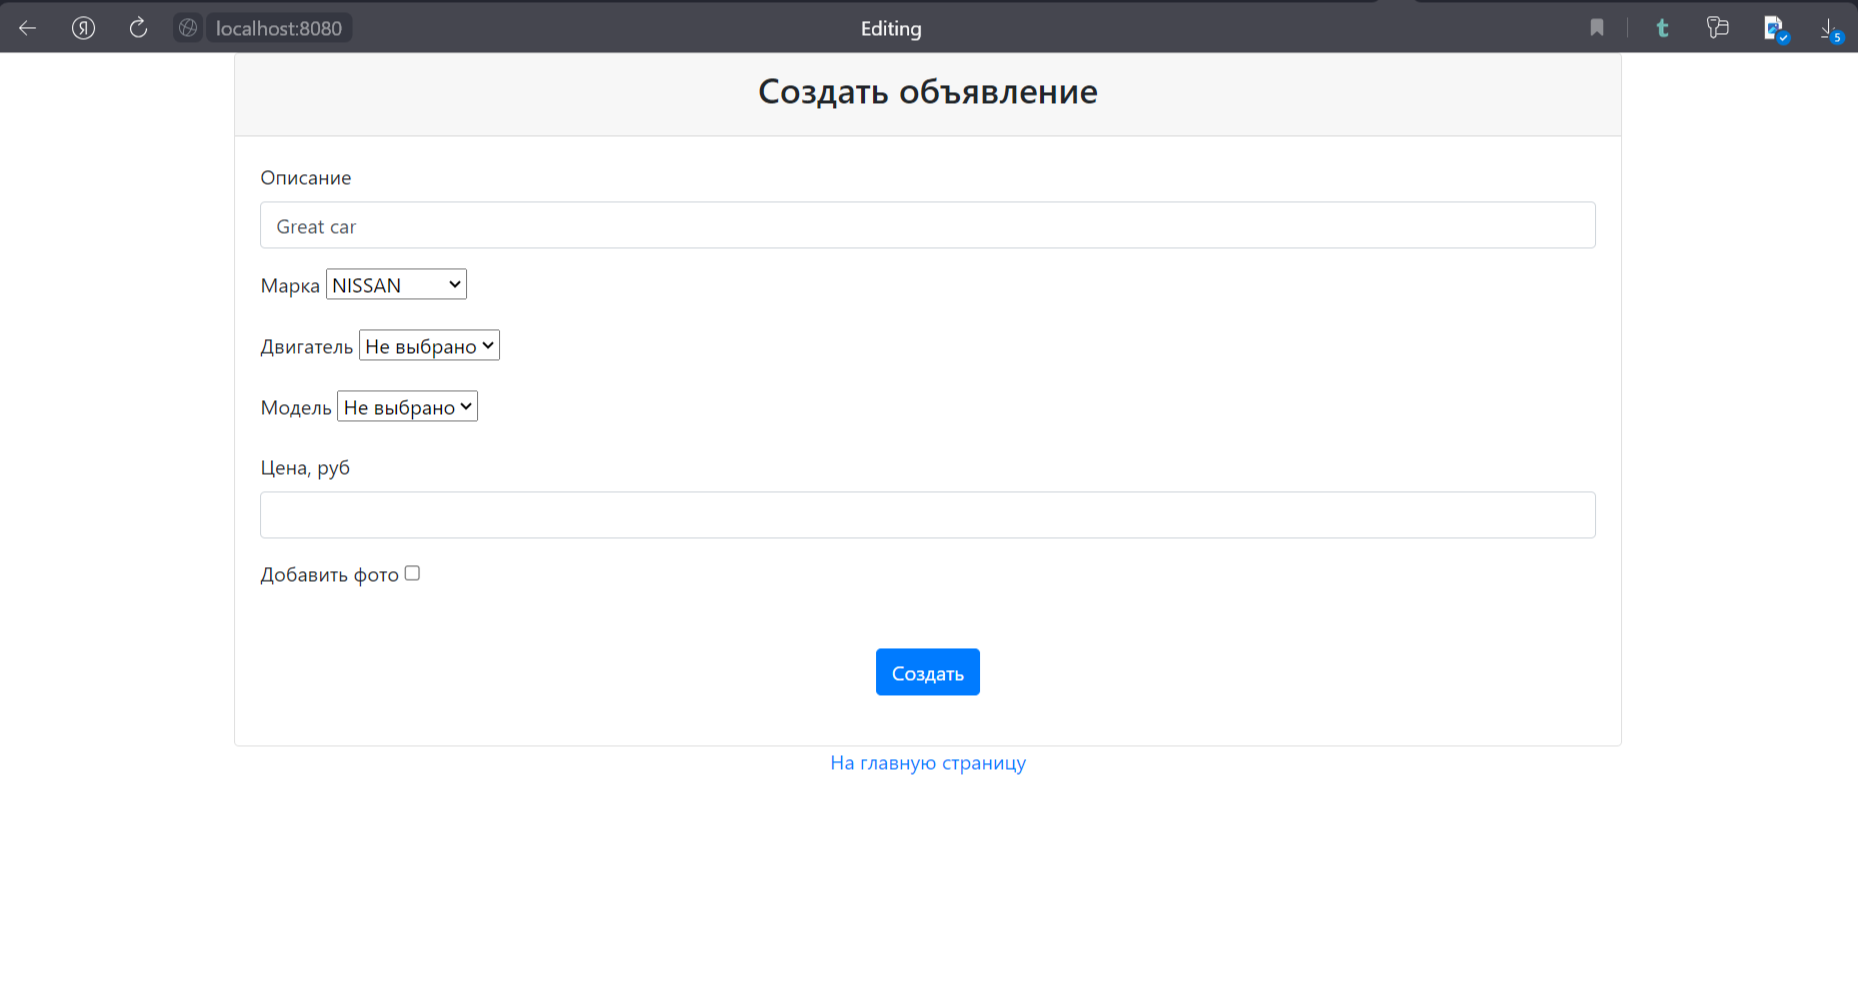 localhost:8080
Editing
5
Создать объявление
Описание
Great car
Марка NISSAN
Двигатель Не выбрано
Модель Не выбрано
Цена, руб
Добавить фото
Создать
На главную страницу